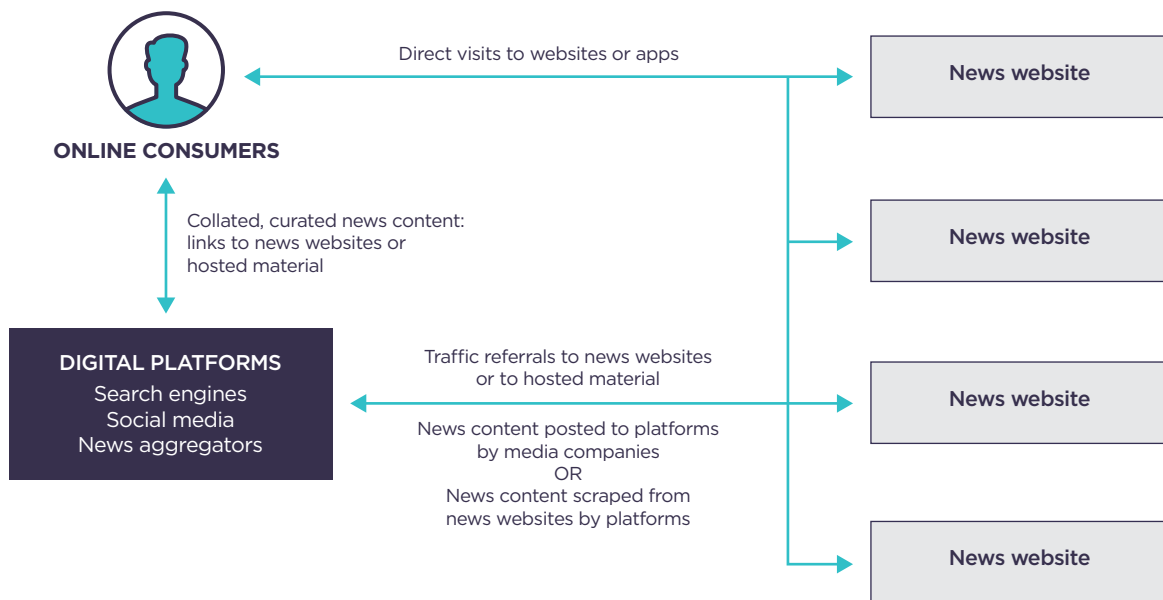 Direct visits to websites or apps
News website
ONLINE CONSUMERS
Collated, curated news content:
links to news websites or
hosted material
News website
DIGITAL PLATFORMS
Search engines
Social media
News aggregators
Traffic referrals to news websites
or to hosted material
News content posted to platforms
by media companies
OR
News content scraped from
news websites by platforms
News website
News website